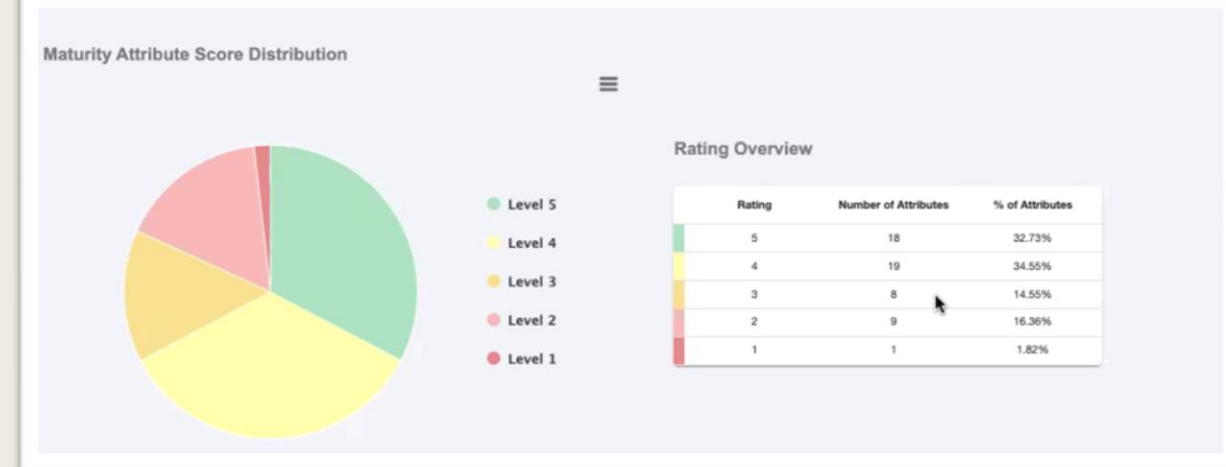 Maturity Attribute Score Distribution
Level 5
Level 4
Level 3
Level 2
Level 1
Rating Overview
Rating Number of Attributes % of Attributes
5 18 32.73%
4 19 34.55%
3 8 14.55%
2 9 16.36%
1 1 1.82%